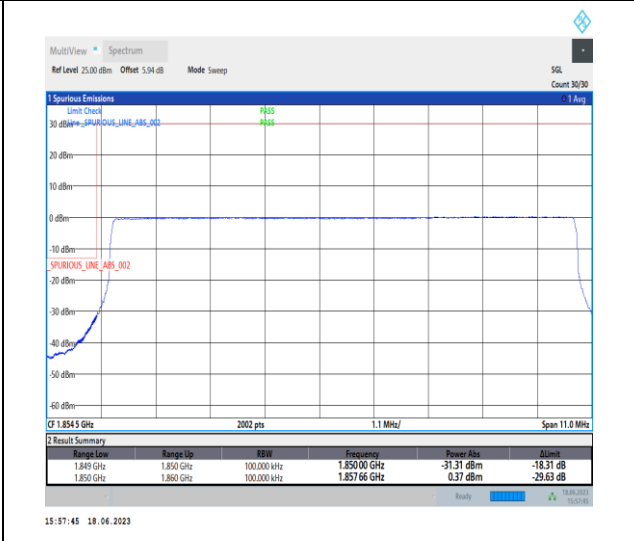 MultiView Spectrum
Ref Level 25.00 dBm Offset 5.94 dB Mode Sweep SGL
Count 30/30
1 Spurious Emissions 1 Avg
Limit Check PASS
Line _SPURIOUS_LINE_ABS_002 PASS
30 dBm
20 dBm
10 dBm
0 dBm
-10 dBm
_SPURIOUS_LINE_ABS_002
-20 dBm
-30 dBm
-40 dBm
-50 dBm
-60 dBm
CF 1.854 5 GHz 2002 pts 1.1 MHz/ Span 11.0 MHz
2 Result Summary
Range Low Range Up RBW Frequency Power Abs ΔLimit
1.849 GHz 1.850 GHz 100.000 kHz 1.850 00 GHz -31.31 dBm -18.31 dB
1.850 GHz 1.860 GHz 100.000 kHz 1.857 66 GHz 0.37 dBm -29.63 dB
Ready 18.06.2023
15:57:45
15:57:45 18.06.2023